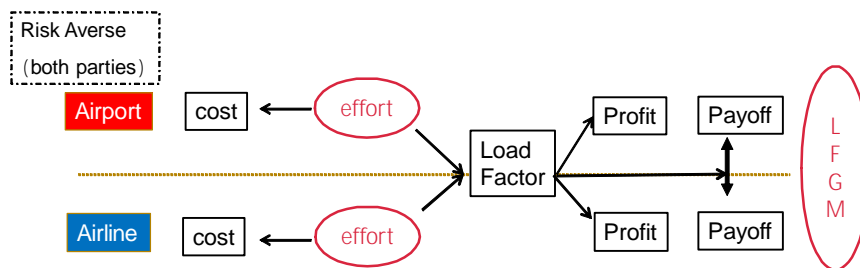 Risk Averse
(both parties)
Airport
cost
effort
Load
Factor
Profit
Payoff
L
F
G
M
Airline
cost
effort
Profit
Payoff